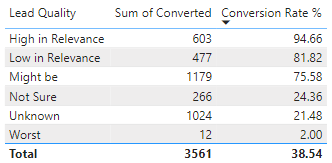 Lead Quality Sum of Converted Conversion Rate %
High in Relevance 603 94.66
Low in Relevance 477 81.82
Might be 1179 75.58
Not Sure 266 24.36
Unknown 1024 21.48
Worst 12 2.00
Total 3561 38.54